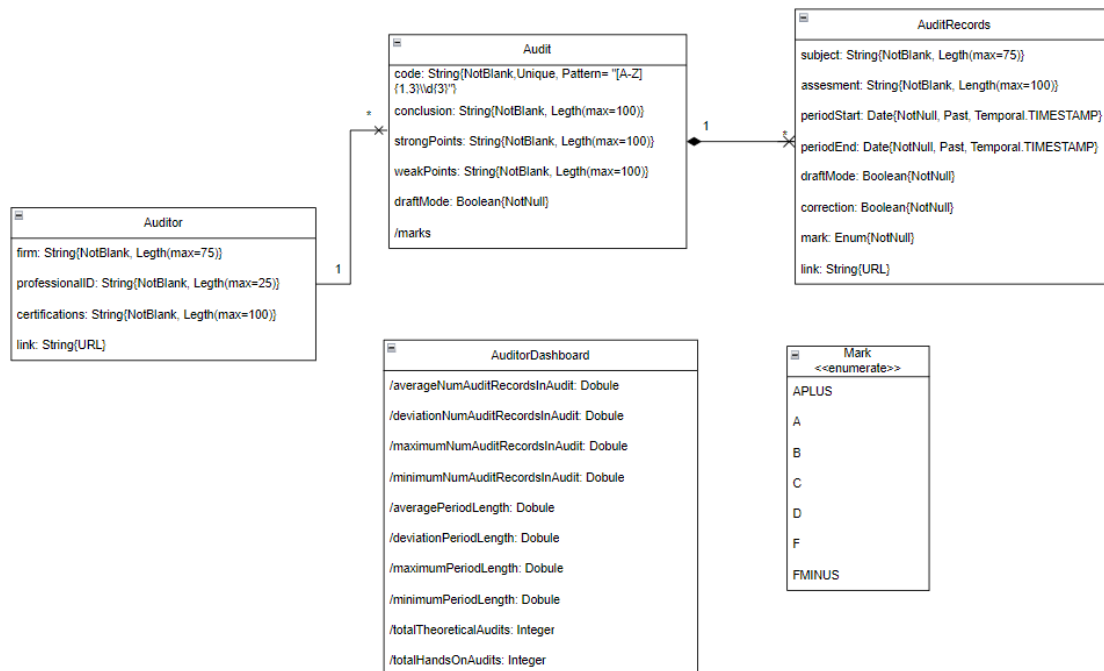 Audit
code: String{NotBlank,Unique, Pattern= "[A-Z]
{1.3}\\d{3}"}
conclusion: String{NotBlank, Legth(max=100)}
strongPoints: String{NotBlank, Legth(max=100)}
weakPoints: String{NotBlank, Legth(max=100)}
draftMode: Boolean{NotNull}
/marks
*
1
1
*
AuditRecords
subject: String{NotBlank, Legth(max=75)}
assesment: String{NotBlank, Length(max=100)}
periodStart: Date{NotNull, Past, Temporal.TIMESTAMP}
periodEnd: Date{NotNull, Past, Temporal.TIMESTAMP}
draftMode: Boolean{NotNull}
correction: Boolean{NotNull}
mark: Enum{NotNull}
link: String{URL}
Auditor
firm: String{NotBlank, Legth(max=75)}
professionalID: String{NotBlank, Legth(max=25)}
certifications: String{NotBlank, Legth(max=100)}
link: String{URL}
AuditorDashboard
/averageNumAuditRecordsInAudit: Dobule
/deviationNumAuditRecordsInAudit: Dobule
/maximumNumAuditRecordsInAudit: Dobule
/minimumNumAuditRecordsInAudit: Dobule
/averagePeriodLength: Dobule
/deviationPeriodLength: Dobule
/maximumPeriodLength: Dobule
/minimumPeriodLength: Dobule
/totalTheoreticalAudits: Integer
/totalHandsOnAudits: Integer
Mark
<<enumerate>>
APLUS
A
B
C
D
F
FMINUS